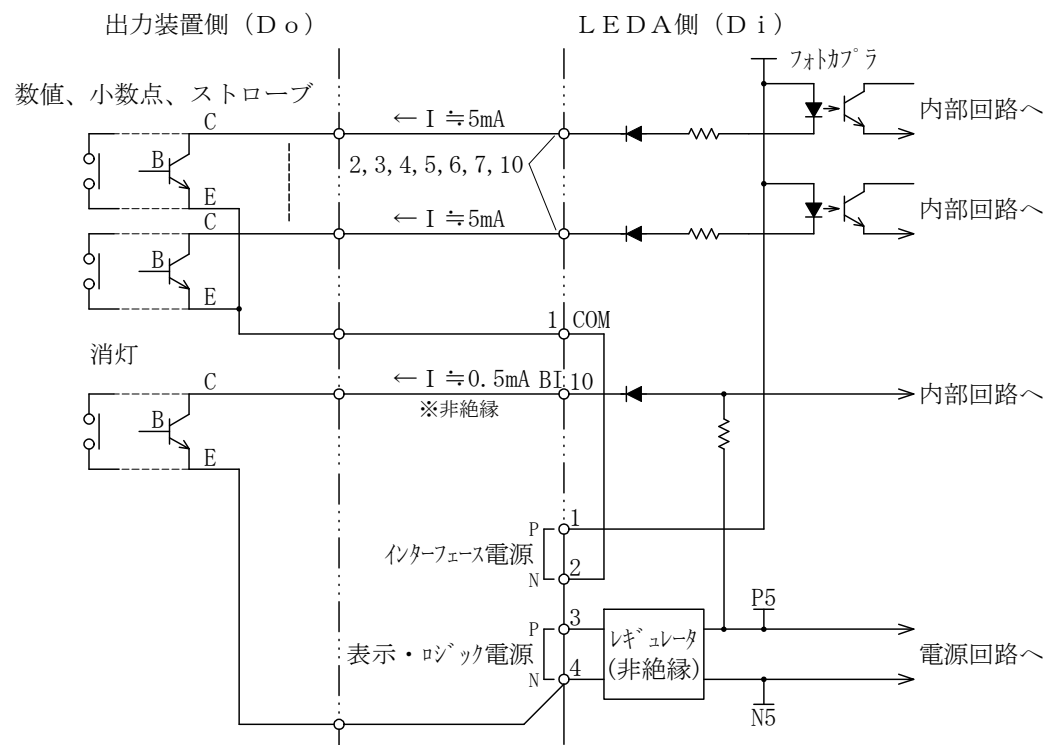 出力装置側（Ｄｏ）
ＬＥＤＡ側（Ｄｉ）
ﾌｫﾄｶﾌﾟﾗ
数値、小数点、ストローブ
C
B
E
←Ｉ≒5mA
内部回路へ
2,3,4,5,6,7,10
C
B
E
←Ｉ≒5mA
内部回路へ
1
COM
消灯
C
B
E
←Ｉ≒0.5mA
BI
10
※非絶縁
内部回路へ
インターフェース電源
P
1
N
2
表示・ﾛｼﾞｯｸ電源
P
3
N
4
ﾚｷﾞｭﾚｰﾀ
(非絶縁)
P5
N5
電源回路へ